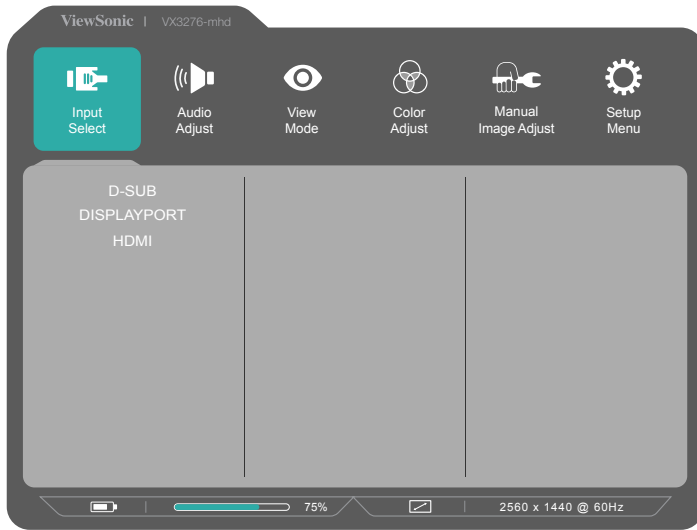 ViewSonic | VX3276-mhd
Input
Select
Audio
Adjust
View
Mode
Color
Adjust
Manual
Image Adjust
Setup
Menu
D-SUB
DISPLAYPORT
HDMI
75%
2560 x 1440 @ 60Hz